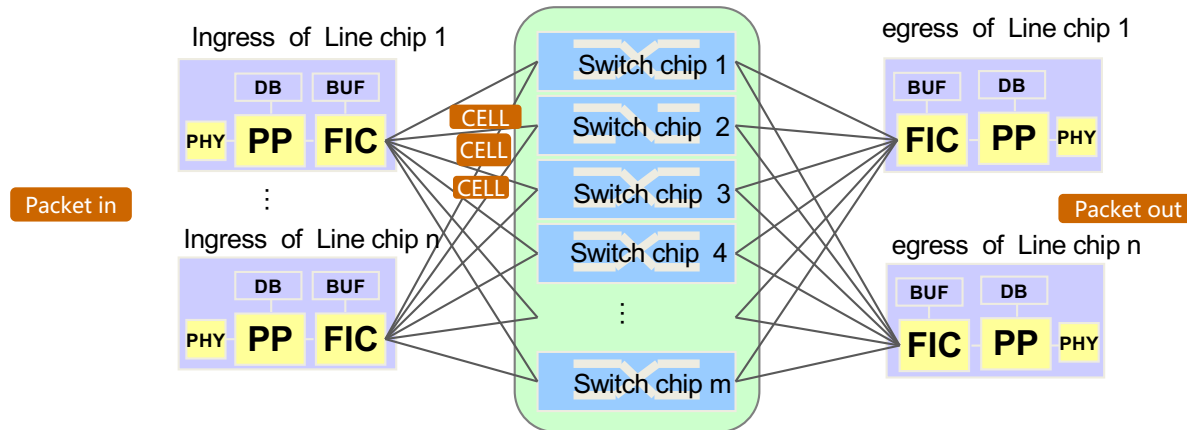 Ingress of Line chip 1
DB
BUF
PHY
PP
FIC
⋮
Packet in
Ingress of Line chip n
DB
BUF
PHY
PP
FIC
CELL
CELL
CELL
Switch chip 1
Switch chip 2
Switch chip 3
Switch chip 4
⋮
Switch chip m
egress of Line chip 1
BUF
DB
FIC
PP
PHY
Packet out
egress of Line chip n
BUF
DB
FIC
PP
PHY